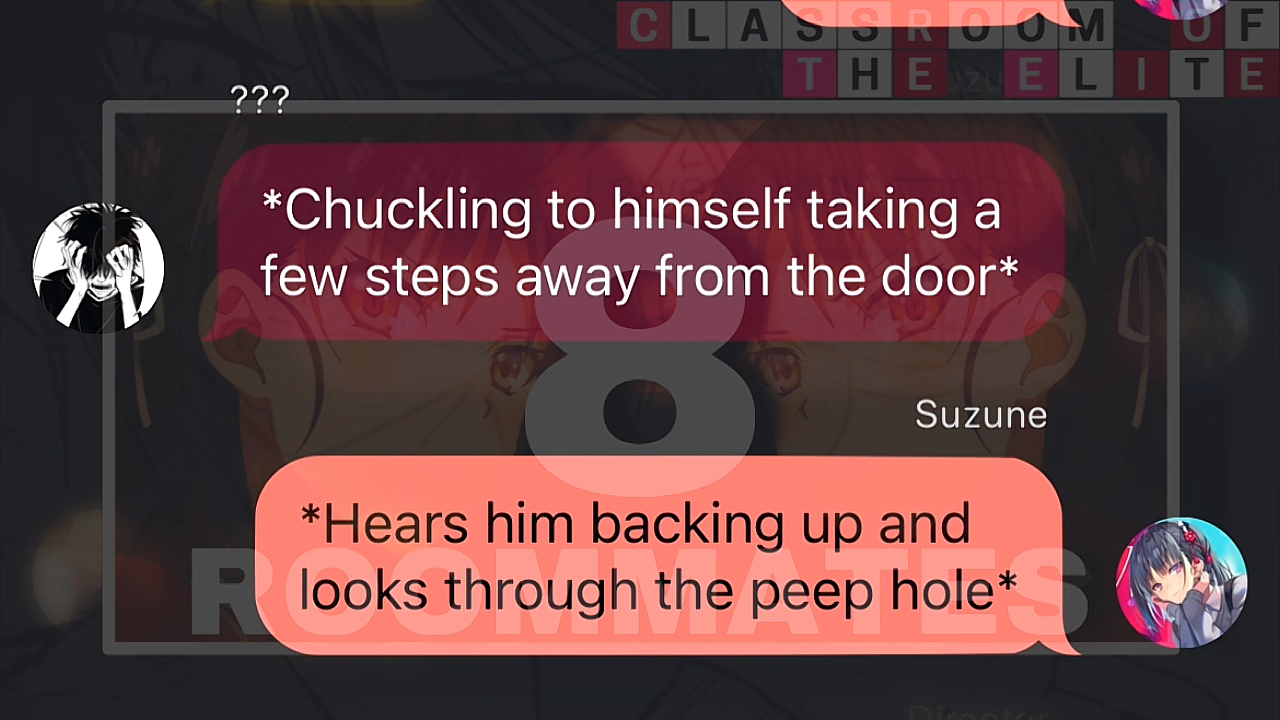 CLASSROOM OF
THE ELITE
???
*Chuckling to himself taking a
few steps away from the door*
8
Suzune
*Hears him backing up and
looks through the peep hole*
ROOMMATES
Director